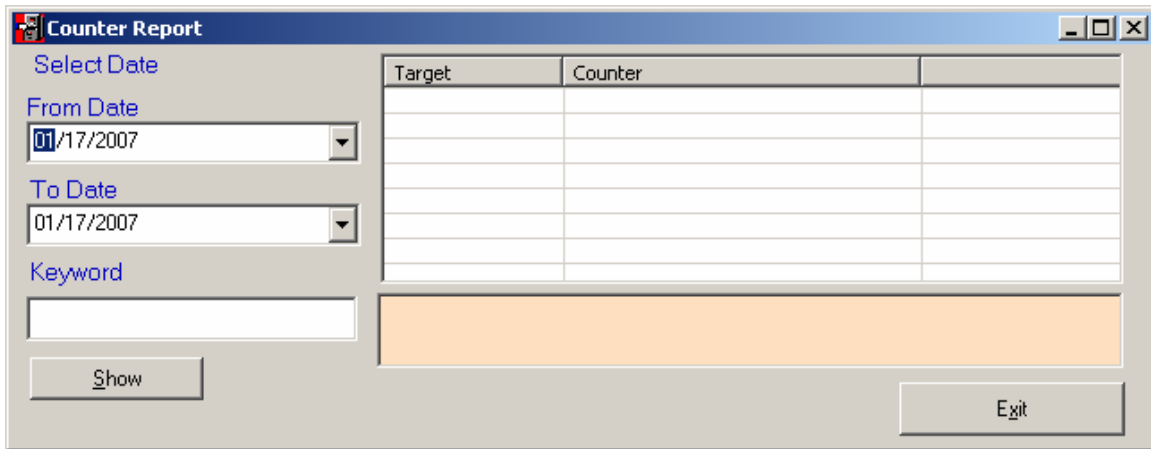 Counter Report
Select Date
From Date
01/17/2007
To Date
01/17/2007
Keyword
Show
Target Counter
Exit